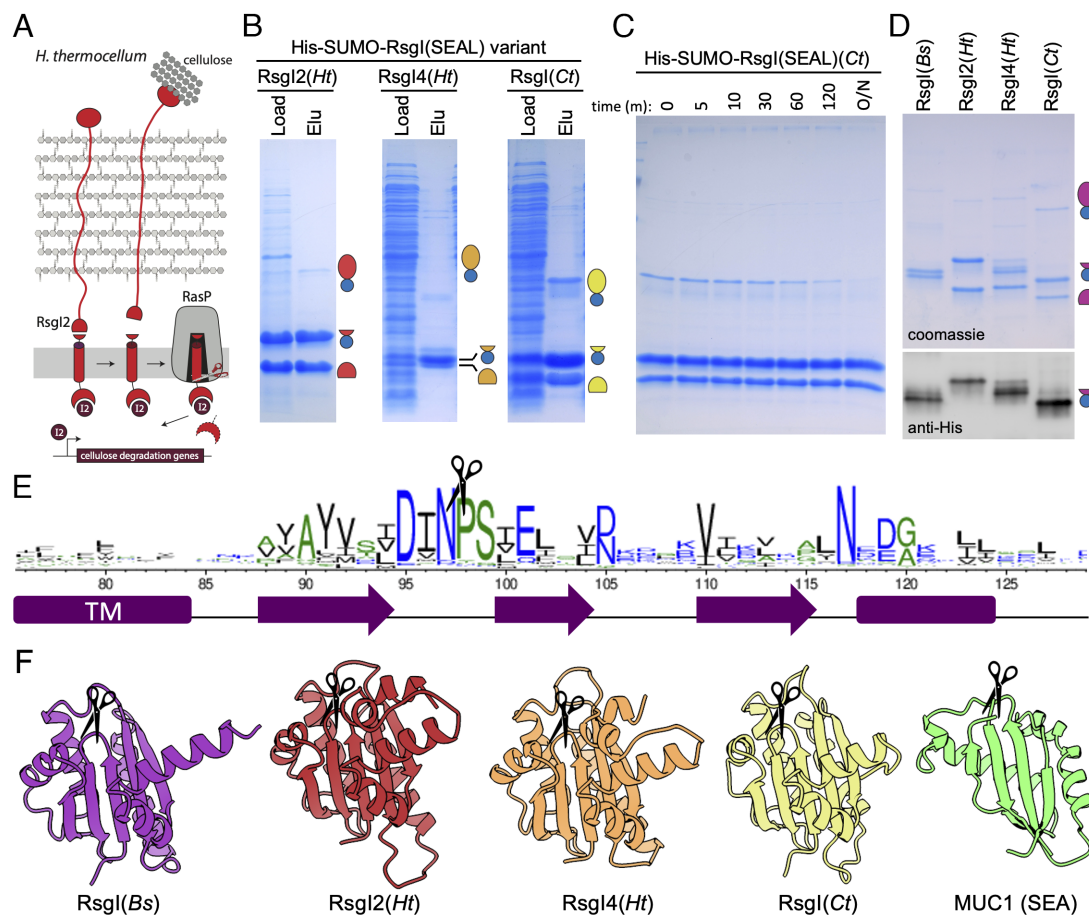 A
H. thermocellum
cellulose
RsgI2
RasP
I2
I2
I2
I2
cellulose degradation genes
B
His-SUMO-RsgI(SEAL) variant
RsgI2(Ht)
RsgI4(Ht)
RsgI(Ct)
Load
Elu
Load
Elu
Load
Elu
C
His-SUMO-RsgI(SEAL)(Ct)
time (m): 0 5 10 30 60 120 O/N
D
RsgI(Bs)
RsgI2(Ht)
RsgI4(Ht)
RsgI(Ct)
coomassie
anti-His
E
80 85 90 95 100 105 110 115 120 125
TM
F
RsgI(Bs)
RsgI2(Ht)
RsgI4(Ht)
RsgI(Ct)
MUC1 (SEA)